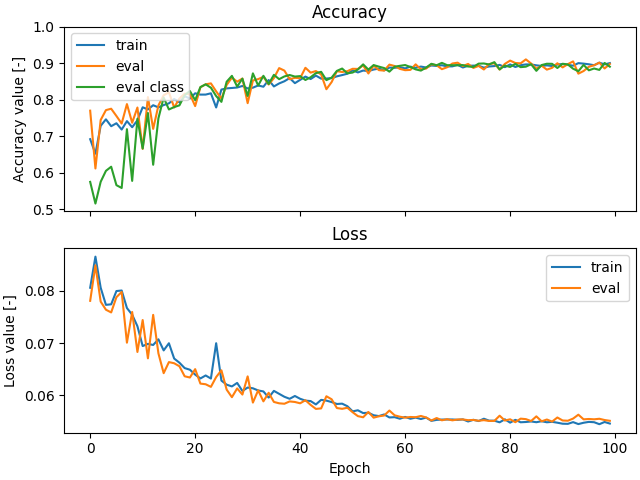 Accuracy
Accuracy value [-]
1.0
0.9
0.8
0.7
0.6
0.5
train
eval
eval class
Loss
Loss value [-]
0.08
0.07
0.06
train
eval
0
20
40
60
80
100
Epoch